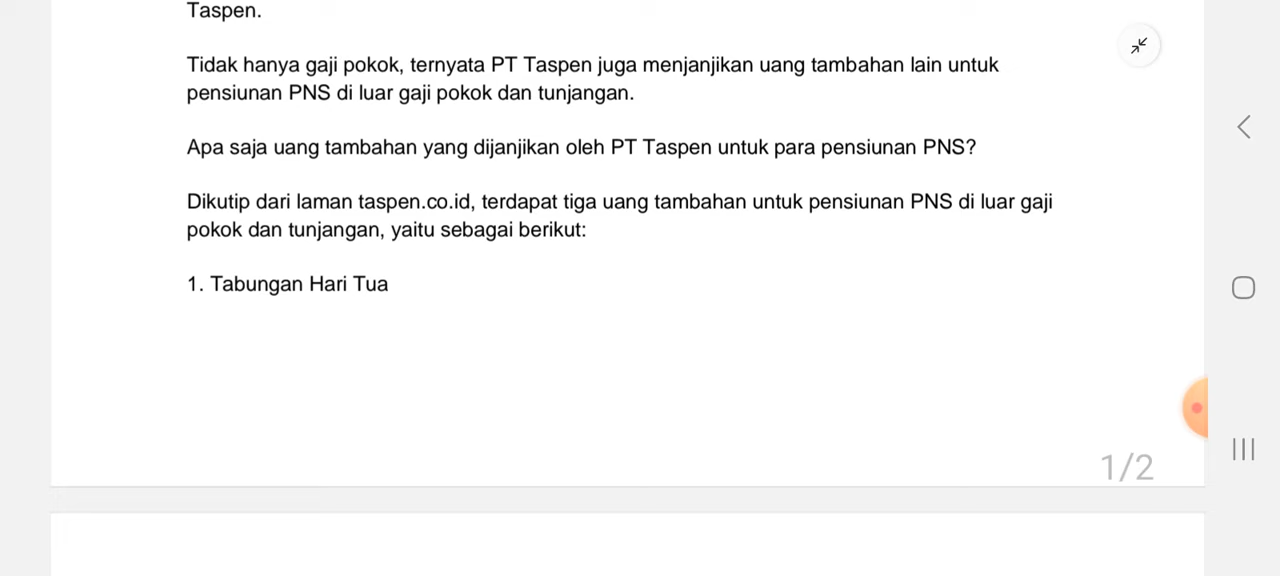 Taspen.
Tidak hanya gaji pokok, ternyata PT Taspen juga menjanjikan uang tambahan lain untuk
pensiunan PNS di luar gaji pokok dan tunjangan.
Apa saja uang tambahan yang dijanjikan oleh PT Taspen untuk para pensiunan PNS?
Dikutip dari laman taspen.co.id, terdapat tiga uang tambahan untuk pensiunan PNS di luar gaji
pokok dan tunjangan, yaitu sebagai berikut:
1. Tabungan Hari Tua
1/2